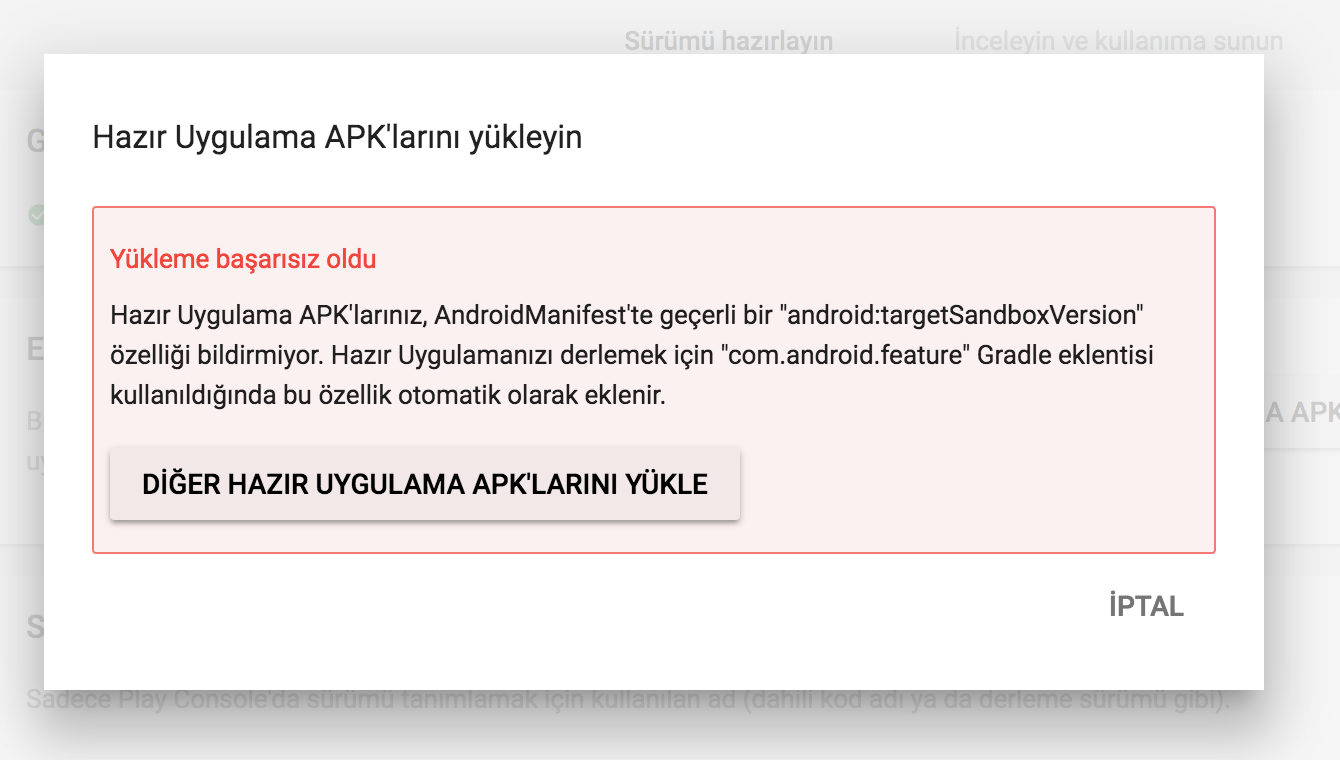 Sürümü hazırlayın
İnceleyin ve kullanıma sunun
Hazır Uygulama APK'larını yükleyin
Yükleme başarısız oldu
Hazır Uygulama APK'larınız, AndroidManifest'te geçerli bir "android:targetSandboxVersion"
özelliği bildirmiyor. Hazır Uygulamanızı derlemek için "com.android.feature" Gradle eklentisi
kullanıldığında bu özellik otomatik olarak eklenir.
A APK
DİĞER HAZIR UYGULAMA APK'LARINI YÜKLE
İPTAL
Sadece Play Console'da sürümü tanımlamak için kullanılan ad (dahili kod adı ya da derleme sürümü gibi).